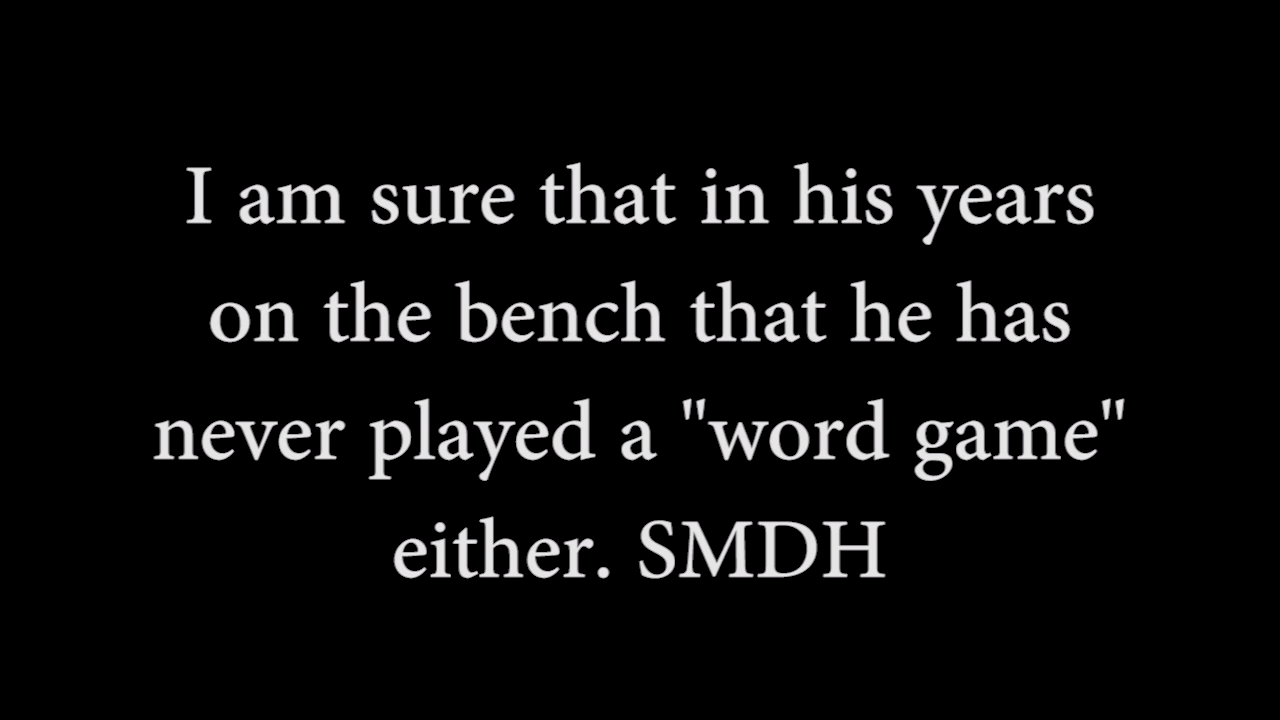 I am sure that in his years
on the bench that he has
never played a "word game"
either. SMDH